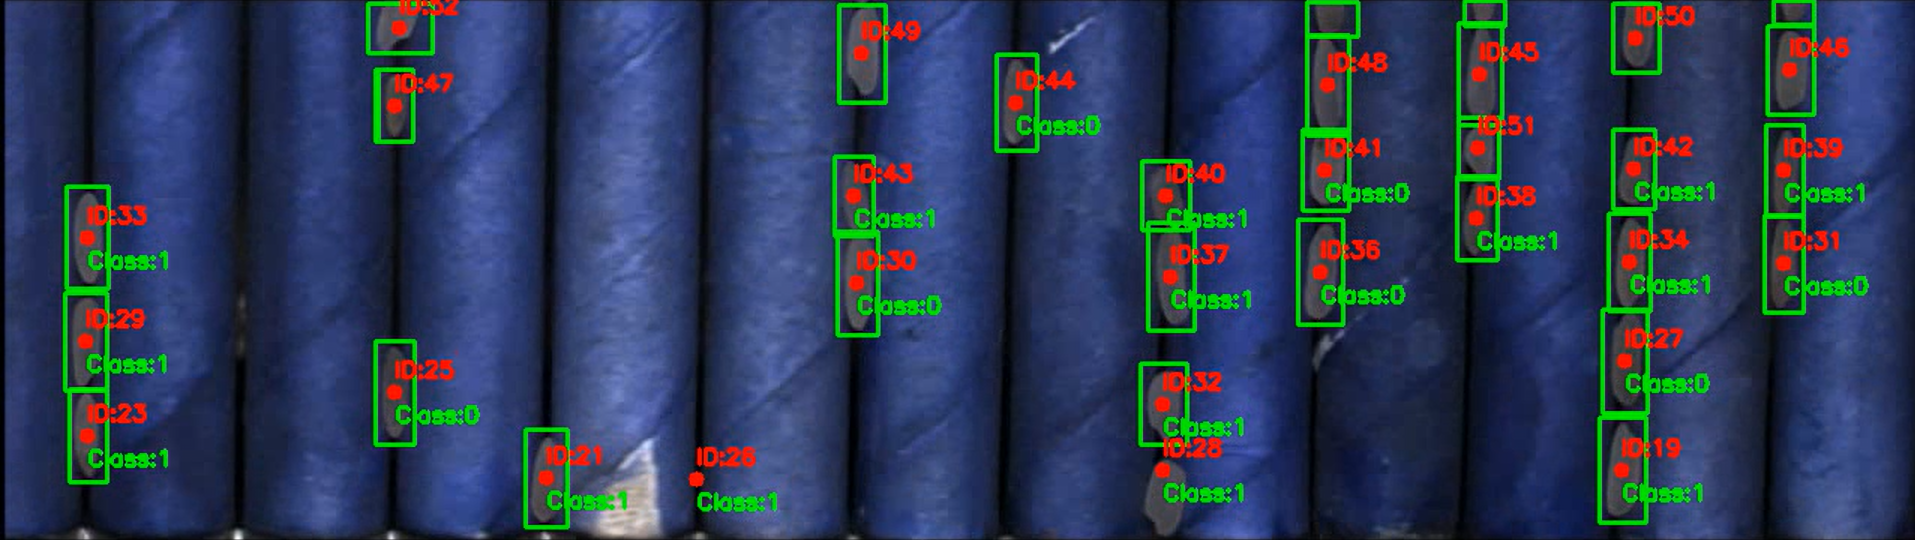 ID:52
ID:47
ID:33
Class:1
ID:29
Class:1
ID:23
Class:1
ID:25
Class:0
ID:21
Class:1
ID:26
Class:1
ID:49
ID:43
Class:1
ID:30
Class:0
ID:44
Class:0
ID:40
Class:1
ID:37
Class:1
ID:32
Class:1
ID:28
Class:1
ID:48
ID:41
Class:0
ID:36
Class:0
ID:45
ID:51
ID:38
Class:1
ID:50
ID:42
Class:1
ID:34
Class:1
ID:27
Class:0
ID:19
Class:1
ID:46
ID:39
Class:1
ID:31
Class:0